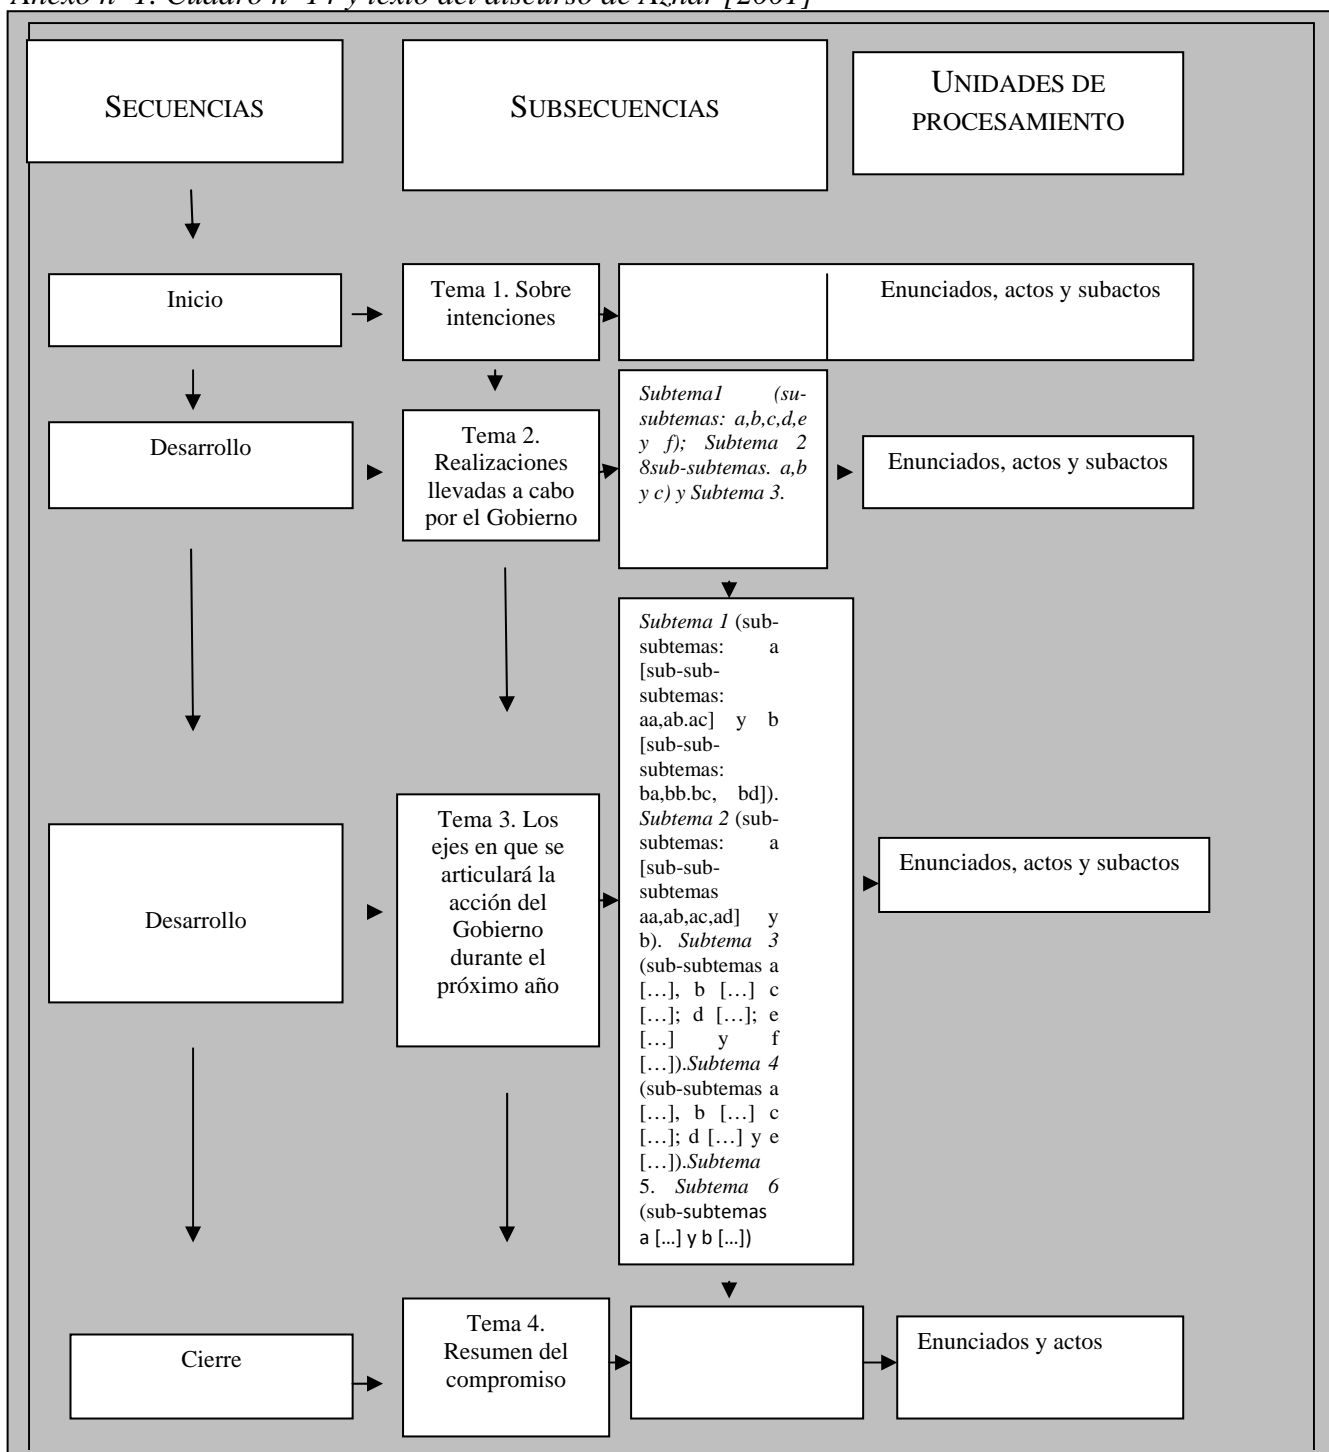 Anexo nº 1. Cuadro nº 14 y texto del discurso de Aznar [2001]
SECUENCIAS
SUBSECUENCIAS
UNIDADES DE
PROCESAMIENTO
Inicio
Tema 1. Sobre
intenciones
Enunciados, actos y subactos
Desarrollo
Tema 2.
Realizaciones
llevadas a cabo
por el Gobierno
Subtema1 (su-
subtemas: a,b,c,d,e
y f); Subtema 2
8sub-subtemas. a,b
y c) y Subtema 3.
Enunciados, actos y subactos
Desarrollo
Tema 3. Los
ejes en que se
articulará la
acción del
Gobierno
durante el
próximo año
Subtema 1 (sub-
subtemas: a
[sub-sub-
subtemas:
aa,ab.ac] y b
[sub-sub-
subtemas:
ba,bb.bc, bd]).
Subtema 2 (sub-
subtemas: a
[sub-sub-
subtemas
aa,ab,ac,ad] y
b). Subtema 3
(sub-subtemas a
[…], b […] c
[…]; d […]; e
[…] y f
[…]).Subtema 4
(sub-subtemas a
[…], b […] c
[…]; d […] y e
[…]).Subtema
5. Subtema 6
(sub-subtemas
a […] y b […])
Enunciados, actos y subactos
Cierre
Tema 4.
Resumen del
compromiso
Enunciados y actos